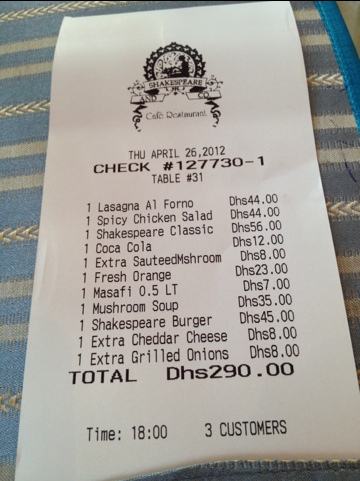 SHAKESPEARE
AND CO
Café Restaurant
THU APRIL 26,2012
CHECK #127730-1
TABLE #31
1 Lasagna Al Forno Dhs44.00
1 Spicy Chicken Salad Dhs44.00
1 Shakespeare Classic Dhs56.00
1 Coca Cola Dhs12.00
1 Extra SauteedMshroom Dhs8.00
1 Fresh Orange Dhs23.00
1 Masafi 0.5 LT Dhs7.00
1 Mushroom Soup Dhs35.00
1 Shakespeare Burger Dhs45.00
1 Extra Cheddar Cheese Dhs8.00
1 Extra Grilled Onions Dhs8.00
TOTAL Dhs290.00
Time: 18:00 3 CUSTOMERS